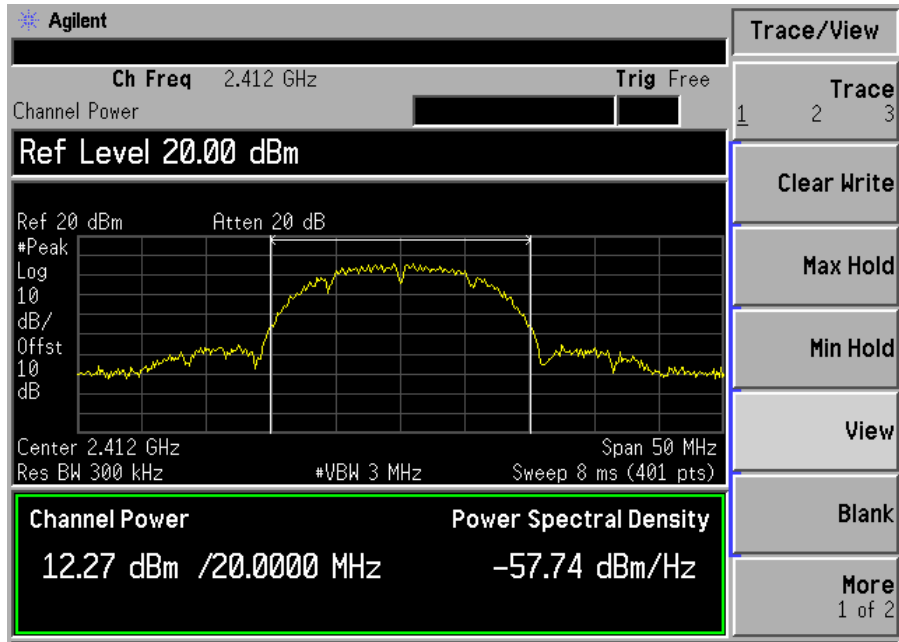 Agilent
Trace/View
Ch Freq 2.412 GHz Trig Free
Channel Power
Trace
1 2 3
Ref Level 20.00 dBm
Clear Write
Ref 20 dBm Atten 20 dB
#Peak
Log
10
dB/
Offst
10
dB
Max Hold
Min Hold
View
Center 2.412 GHz Span 50 MHz
Res BW 300 kHz #VBW 3 MHz Sweep 8 ms (401 pts)
Channel Power Power Spectral Density
12.27 dBm /20.0000 MHz -57.74 dBm/Hz
Blank
More
1 of 2